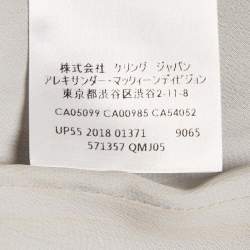 株式会社 ケリング ジャパン
アレキサンダー・マックィーンディビジョン
東京都渋谷区渋谷2-11-8
CA05099 CA00985 CA54052
UP55 2018 01371 9065
571357 QMJ05